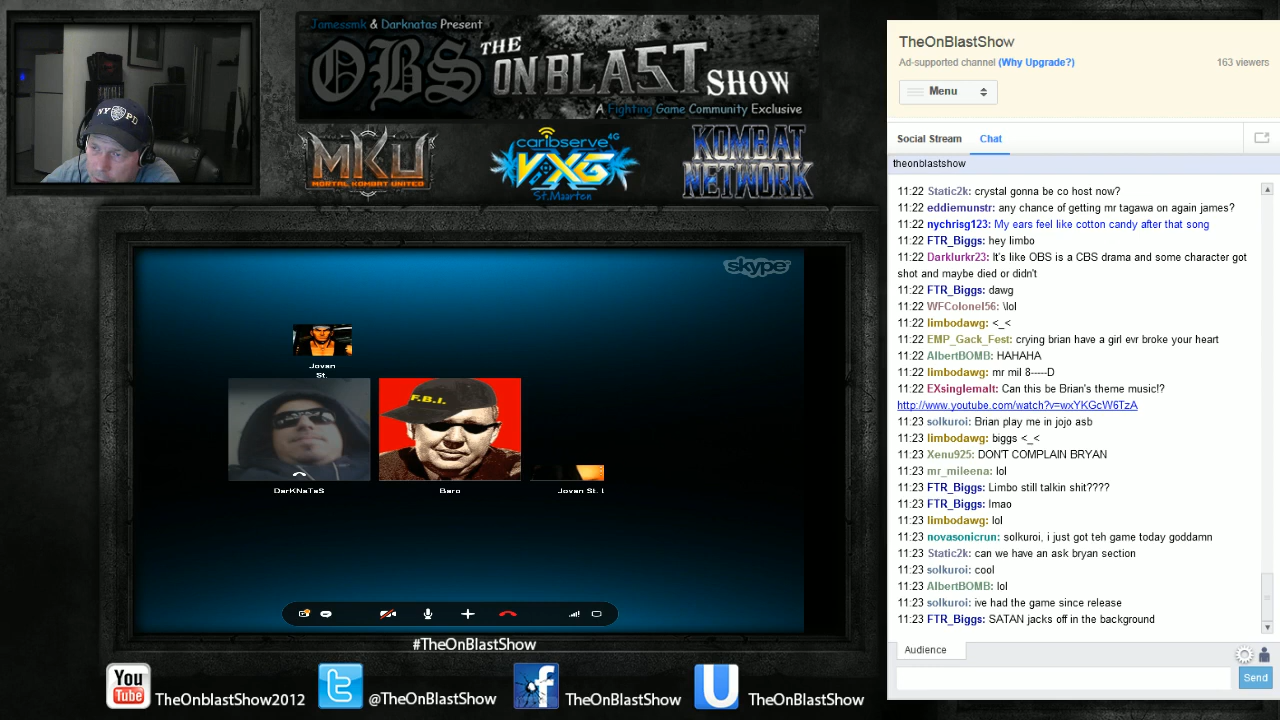 Jamessmk & Darknatas Present
OBS THE ON BLAST SHOW
A Fighting Game Community Exclusive
MKU
MORTAL KOMBAT UNITED
caribserve 4G
VXG
St.Maarten
KOMBAT
NETWORK
NYPD
skype
Jovan
St.
F.B.I.
DarKNaTaS
Baro
Jovan St. l
#TheOnBlastShow
You
Tube
TheOnblastShow2012
@TheOnBlastShow
TheOnBlastShow
TheOnBlastShow
TheOnBlastShow
Ad-supported channel (Why Upgrade?)
163 viewers
Menu
Social Stream
Chat
theonblastshow
11:22 Static2k: crystal gonna be co host now?
11:22 eddiemunstr: any chance of getting mr tagawa on again james?
11:22 nychrisg123: My ears feel like cotton candy after that song
11:22 FTR_Biggs: hey limbo
11:22 Darklurkr23: It's like OBS is a CBS drama and some character got
shot and maybe died or didn't
11:22 FTR_Biggs: dawg
11:22 WFColonel56: \lol
11:22 limbodawg: <_<
11:22 EMP_Gack_Fest: crying brian have a girl evr broke your heart
11:22 AlbertBOMB: HAHAHA
11:22 limbodawg: mr mil 8-----D
11:22 EXsinglemalt: Can this be Brian's theme music!?
http://www.youtube.com/watch?v=wxYKGcW6TzA
11:23 solkuroi: Brian play me in jojo asb
11:23 limbodawg: biggs <_<
11:23 Xenu925: DON'T COMPLAIN BRYAN
11:23 mr_mileena: lol
11:23 FTR_Biggs: Limbo still talkin shit????
11:23 FTR_Biggs: lmao
11:23 limbodawg: lol
11:23 novasonicrun: solkuroi, i just got teh game today goddamn
11:23 Static2k: can we have an ask bryan section
11:23 solkuroi: cool
11:23 AlbertBOMB: lol
11:23 solkuroi: ive had the game since release
11:23 FTR_Biggs: SATAN jacks off in the background
Audience
Send